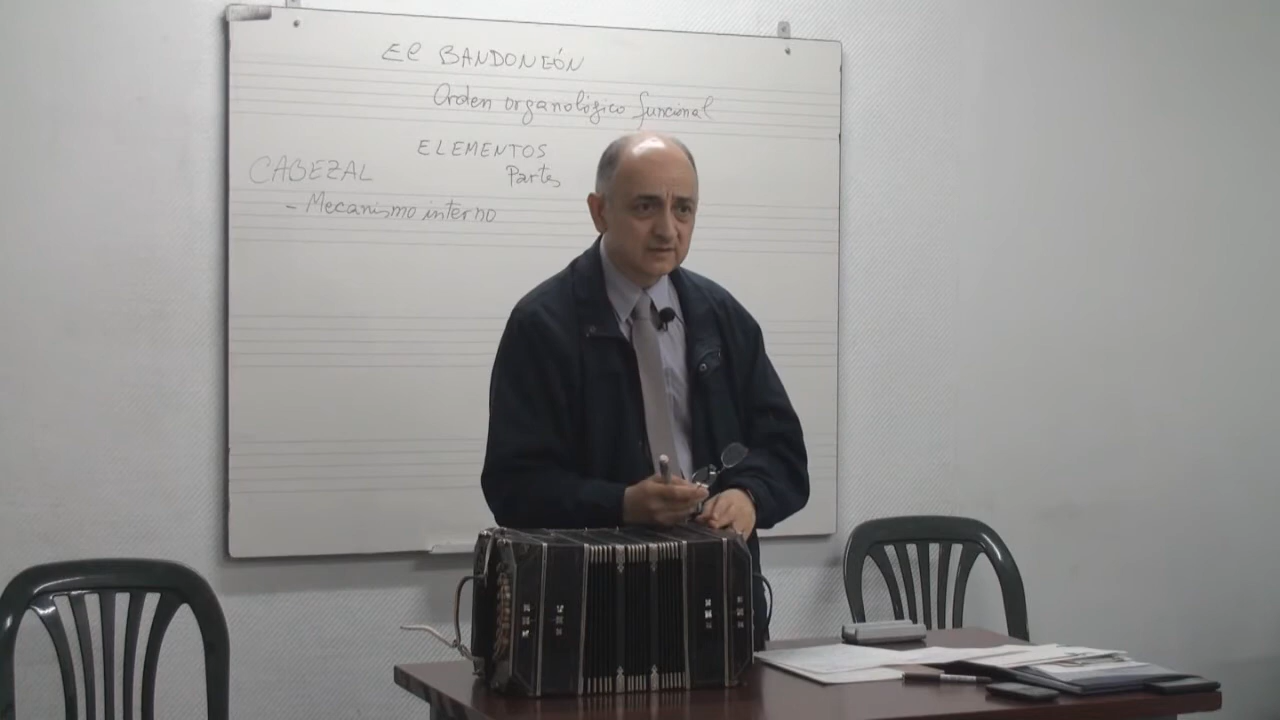 El BANDONEÓN
Orden organológico funcional
ELEMENTOS
Partes
CABEZAL
- Mecanismo interno